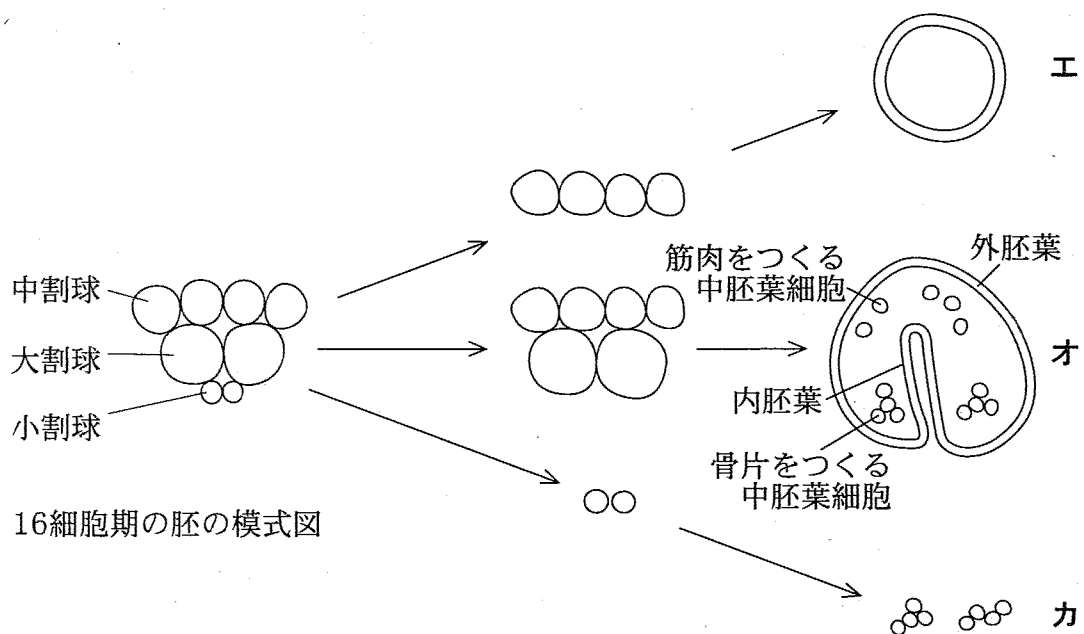 エ
中割球
大割球
小割球
筋肉をつくる
中胚葉細胞
外胚葉
オ
内胚葉
骨片をつくる
中胚葉細胞
16細胞期の胚の模式図
カ